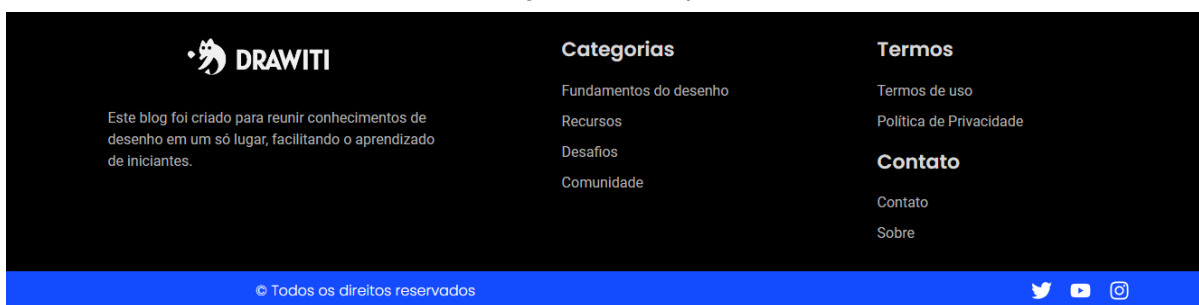 DRAWITI
Este blog foi criado para reunir conhecimentos de
desenho em um só lugar, facilitando o aprendizado
de iniciantes.
Categorias
Fundamentos do desenho
Recursos
Desafios
Comunidade
Termos
Termos de uso
Política de Privacidade
Contato
Contato
Sobre
© Todos os direitos reservados